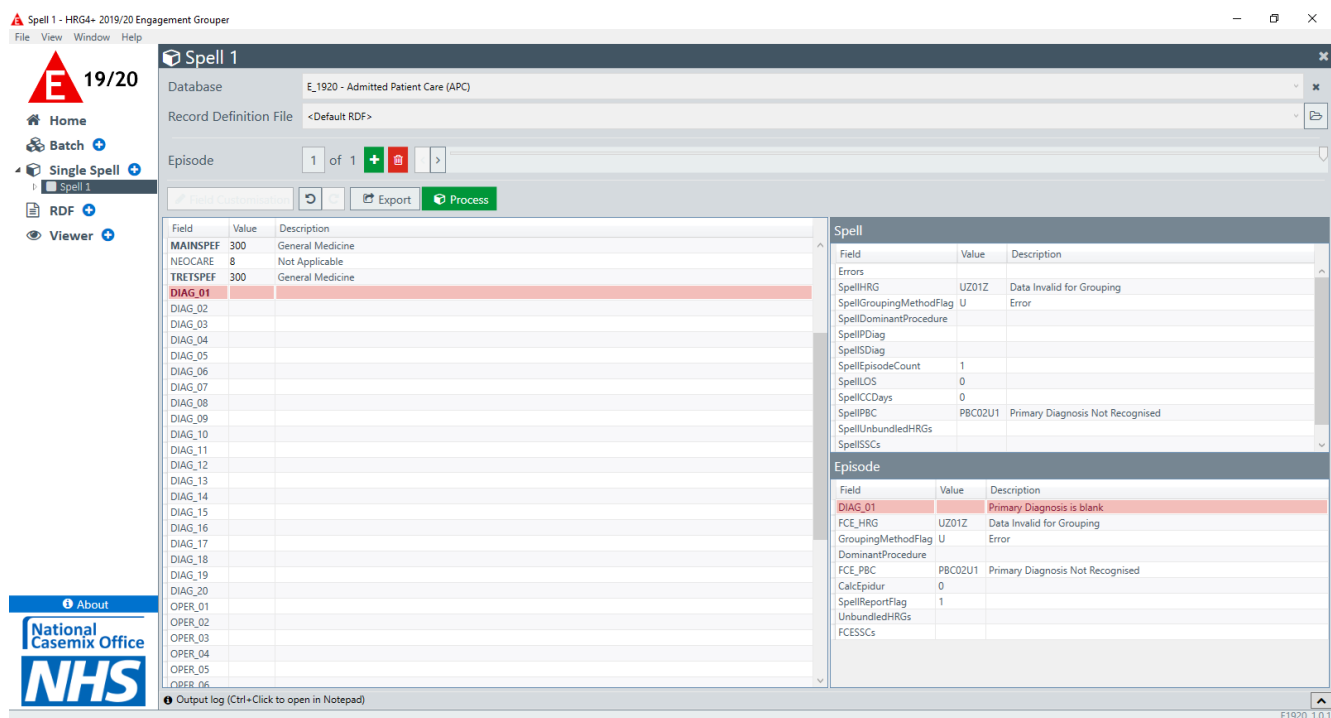 Spell 1 - HRG4+ 2019/20 Engagement Grouper
File View Window Help
E 19/20
Home
Batch
Single Spell
Spell 1
RDF
Viewer
About
National
Casemix Office
NHS
Spell 1
Database E_1920 - Admitted Patient Care (APC)
Record Definition File <Default RDF>
Episode 1 of 1
Field Customisation Export Process
Field Value Description
MAINSPEF 300 General Medicine
NEOCARE 8 Not Applicable
TRETSPEF 300 General Medicine
DIAG_01
DIAG_02
DIAG_03
DIAG_04
DIAG_05
DIAG_06
DIAG_07
DIAG_08
DIAG_09
DIAG_10
DIAG_11
DIAG_12
DIAG_13
DIAG_14
DIAG_15
DIAG_16
DIAG_17
DIAG_18
DIAG_19
DIAG_20
OPER_01
OPER_02
OPER_03
OPER_04
OPER_05
OPER_06
Spell
Field Value Description
Errors
SpellHRG UZ01Z Data Invalid for Grouping
SpellGroupingMethodFlag U Error
SpellDominantProcedure
SpellPDiag
SpellSDiag
SpellEpisodeCount 1
SpellLOS 0
SpellCCDays 0
SpellPBC PBC02U1 Primary Diagnosis Not Recognised
SpellUnbundledHRGs
SpellSSCs
Episode
Field Value Description
DIAG_01 Primary Diagnosis is blank
FCE_HRG UZ01Z Data Invalid for Grouping
GroupingMethodFlag U Error
DominantProcedure
FCE_PBC PBC02U1 Primary Diagnosis Not Recognised
CalcEpidur 0
SpellReportFlag 1
UnbundledHRGs
FCESSCs
Output log (Ctrl+Click to open in Notepad)
E1920 1.0.1